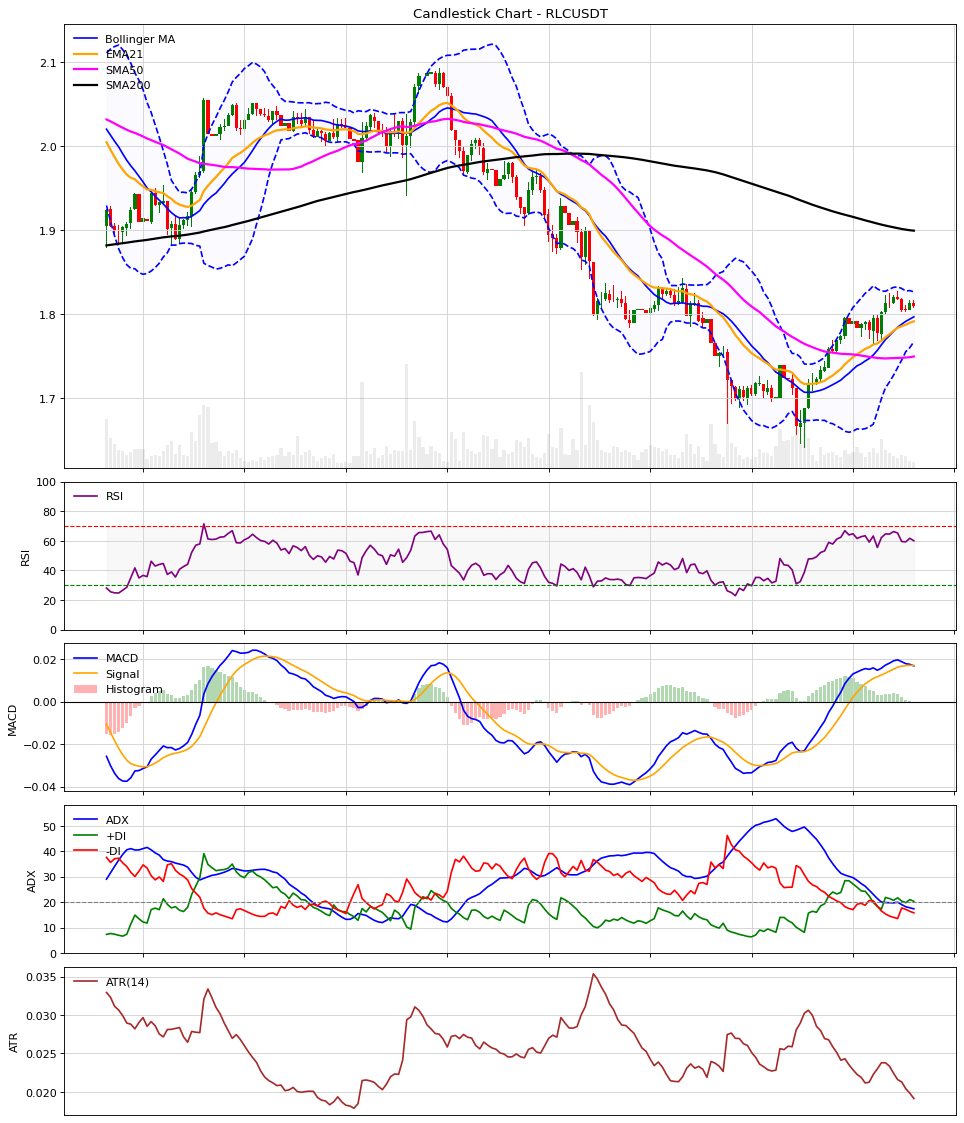 Candlestick Chart - RLCUSDT
Bollinger MA
EMA21
SMA50
SMA200
2.1
2.0
1.9
1.8
1.7
RSI
100
80
60
40
20
0
RSI
MACD
Signal
Histogram
0.02
0.00
−0.02
−0.04
MACD
ADX
+DI
-DI
50
40
30
20
10
0
ADX
ATR(14)
0.035
0.030
0.025
0.020
ATR